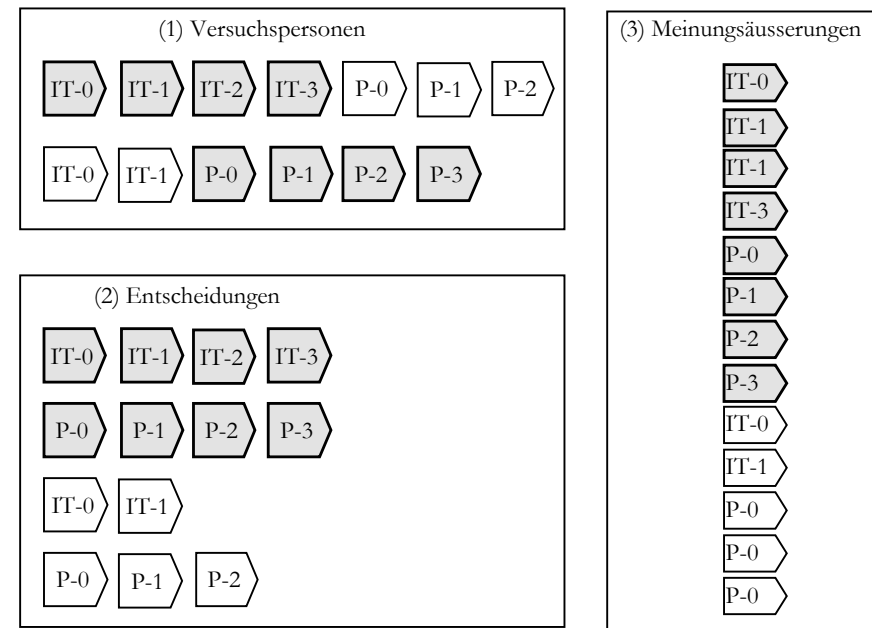 (1) Versuchspersonen
IT-0 IT-1 IT-2 IT-3 P-0 P-1 P-2
IT-0 IT-1 P-0 P-1 P-2 P-3
(2) Entscheidungen
IT-0 IT-1 IT-2 IT-3
P-0 P-1 P-2 P-3
IT-0 IT-1
P-0 P-1 P-2
(3) Meinungsäusserungen
IT-0
IT-1
IT-1
IT-3
P-0
P-1
P-2
P-3
IT-0
IT-1
P-0
P-0
P-0